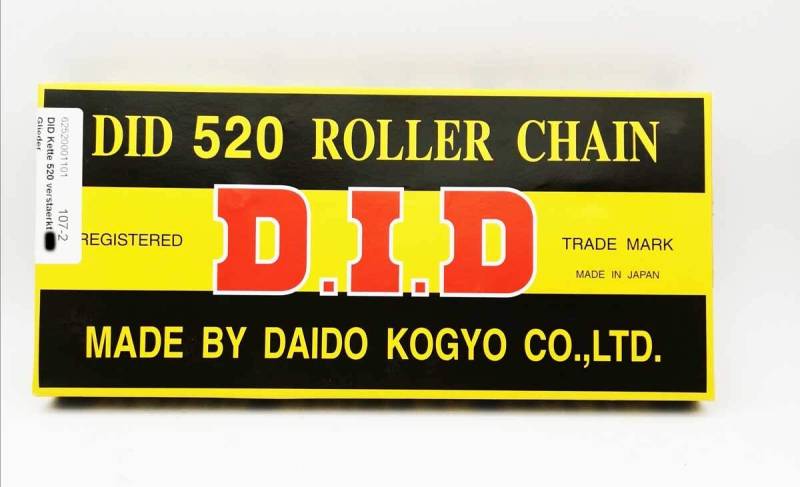 DID 520 ROLLER CHAIN
REGISTERED
D.I.D
TRADE MARK
MADE IN JAPAN
MADE BY DAIDO KOGYO CO.,LTD.
62520001101 107-2
DID Kette 520 verstaerkt
Glieder